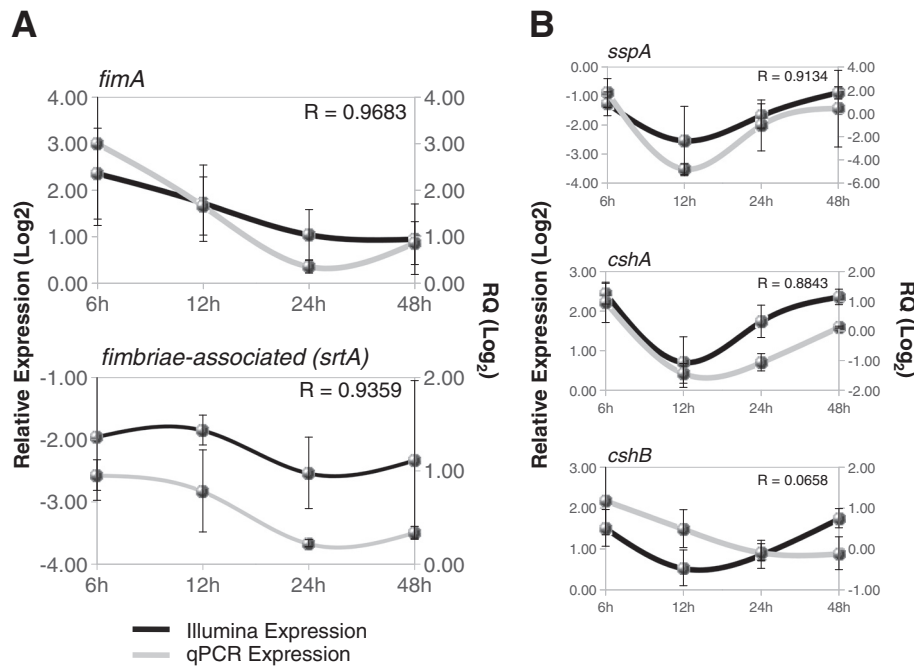 A
fimA
R = 0.9683
4.00 4.00
3.00 3.00
2.00 2.00
1.00 1.00
0.00 0.00
6h 12h 24h 48h
Relative Expression (Log2)
RQ (Log2)
fimbriae-associated (srtA)
R = 0.9359
-1.00 2.00
-2.00
1.00
-3.00
-4.00 0.00
6h 12h 24h 48h
Illumina Expression
qPCR Expression
B
sspA
R = 0.9134
0.00 4.00
-1.00 2.00
0.00
-2.00
-2.00
-3.00 -4.00
-4.00 -6.00
6h 12h 24h 48h
Relative Expression (Log2)
RQ (Log2)
cshA
R = 0.8843
3.00 2.00
2.00 1.00
0.00
1.00 -1.00
0.00 -2.00
6h 12h 24h 48h
cshB
R = 0.0658
3.00 2.00
2.00 1.00
1.00 0.00
0.00 -1.00
6h 12h 24h 48h